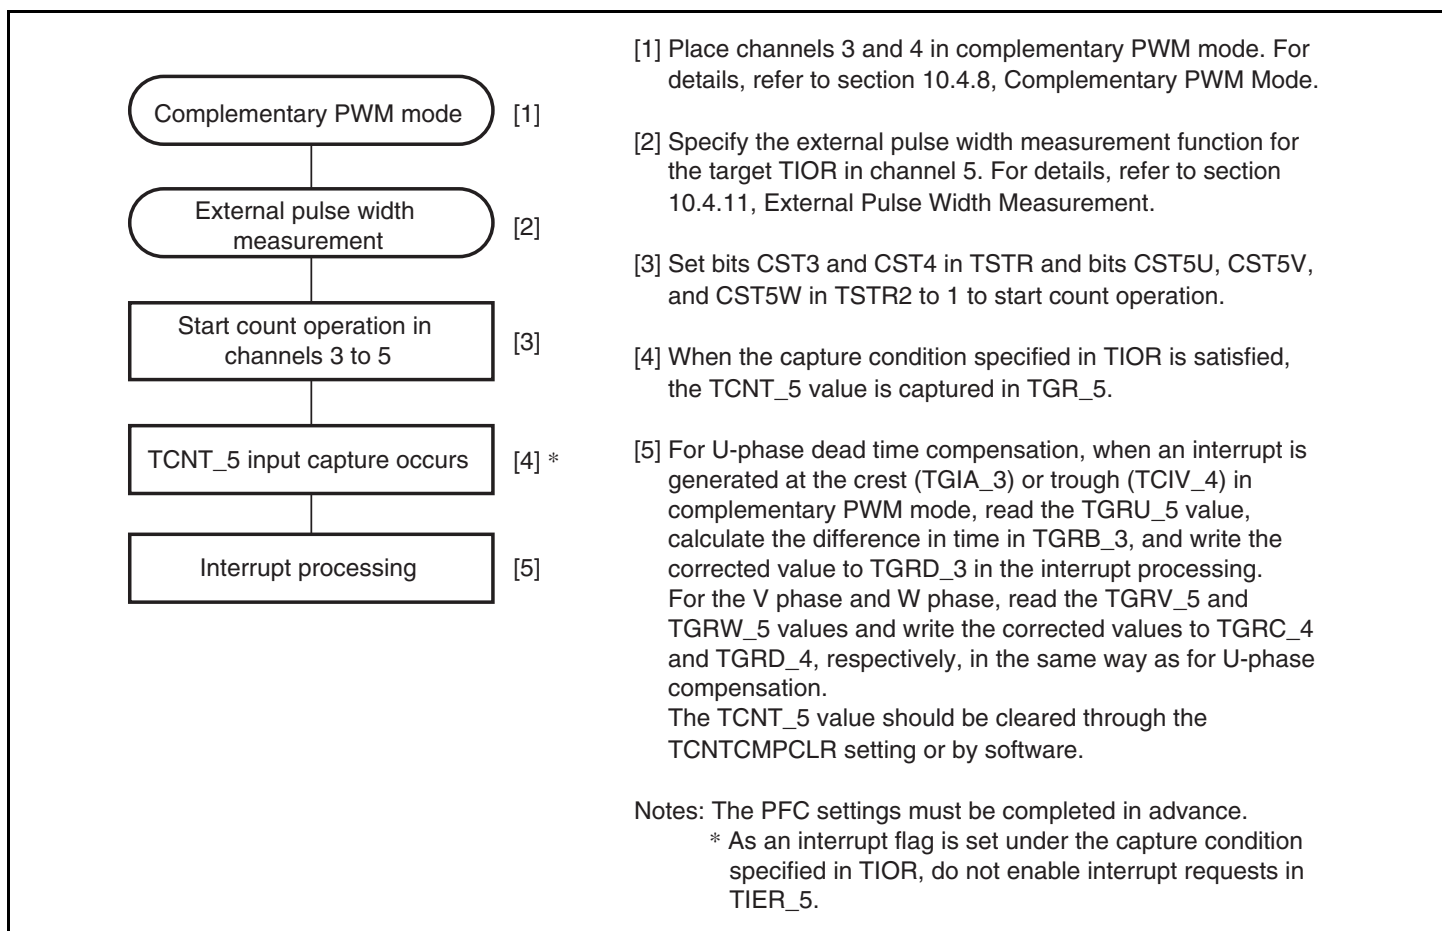 Complementary PWM mode [1]
External pulse width
measurement [2]
Start count operation in
channels 3 to 5 [3]
TCNT_5 input capture occurs [4] *
Interrupt processing [5]
[1] Place channels 3 and 4 in complementary PWM mode. For
details, refer to section 10.4.8, Complementary PWM Mode.
[2] Specify the external pulse width measurement function for
the target TIOR in channel 5. For details, refer to section
10.4.11, External Pulse Width Measurement.
[3] Set bits CST3 and CST4 in TSTR and bits CST5U, CST5V,
and CST5W in TSTR2 to 1 to start count operation.
[4] When the capture condition specified in TIOR is satisfied,
the TCNT_5 value is captured in TGR_5.
[5] For U-phase dead time compensation, when an interrupt is
generated at the crest (TGIA_3) or trough (TCIV_4) in
complementary PWM mode, read the TGRU_5 value,
calculate the difference in time in TGRB_3, and write the
corrected value to TGRD_3 in the interrupt processing.
For the V phase and W phase, read the TGRV_5 and
TGRW_5 values and write the corrected values to TGRC_4
and TGRD_4, respectively, in the same way as for U-phase
compensation.
The TCNT_5 value should be cleared through the
TCNTCMPCLR setting or by software.
Notes: The PFC settings must be completed in advance.
* As an interrupt flag is set under the capture condition
specified in TIOR, do not enable interrupt requests in
TIER_5.